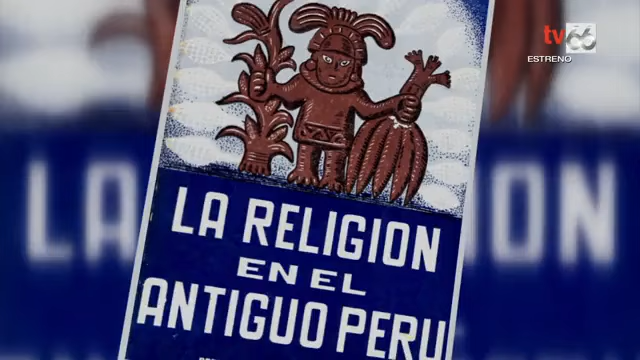 tv66
ESTRENO
LA RELIGION
EN EL
ANTIGUO PERU